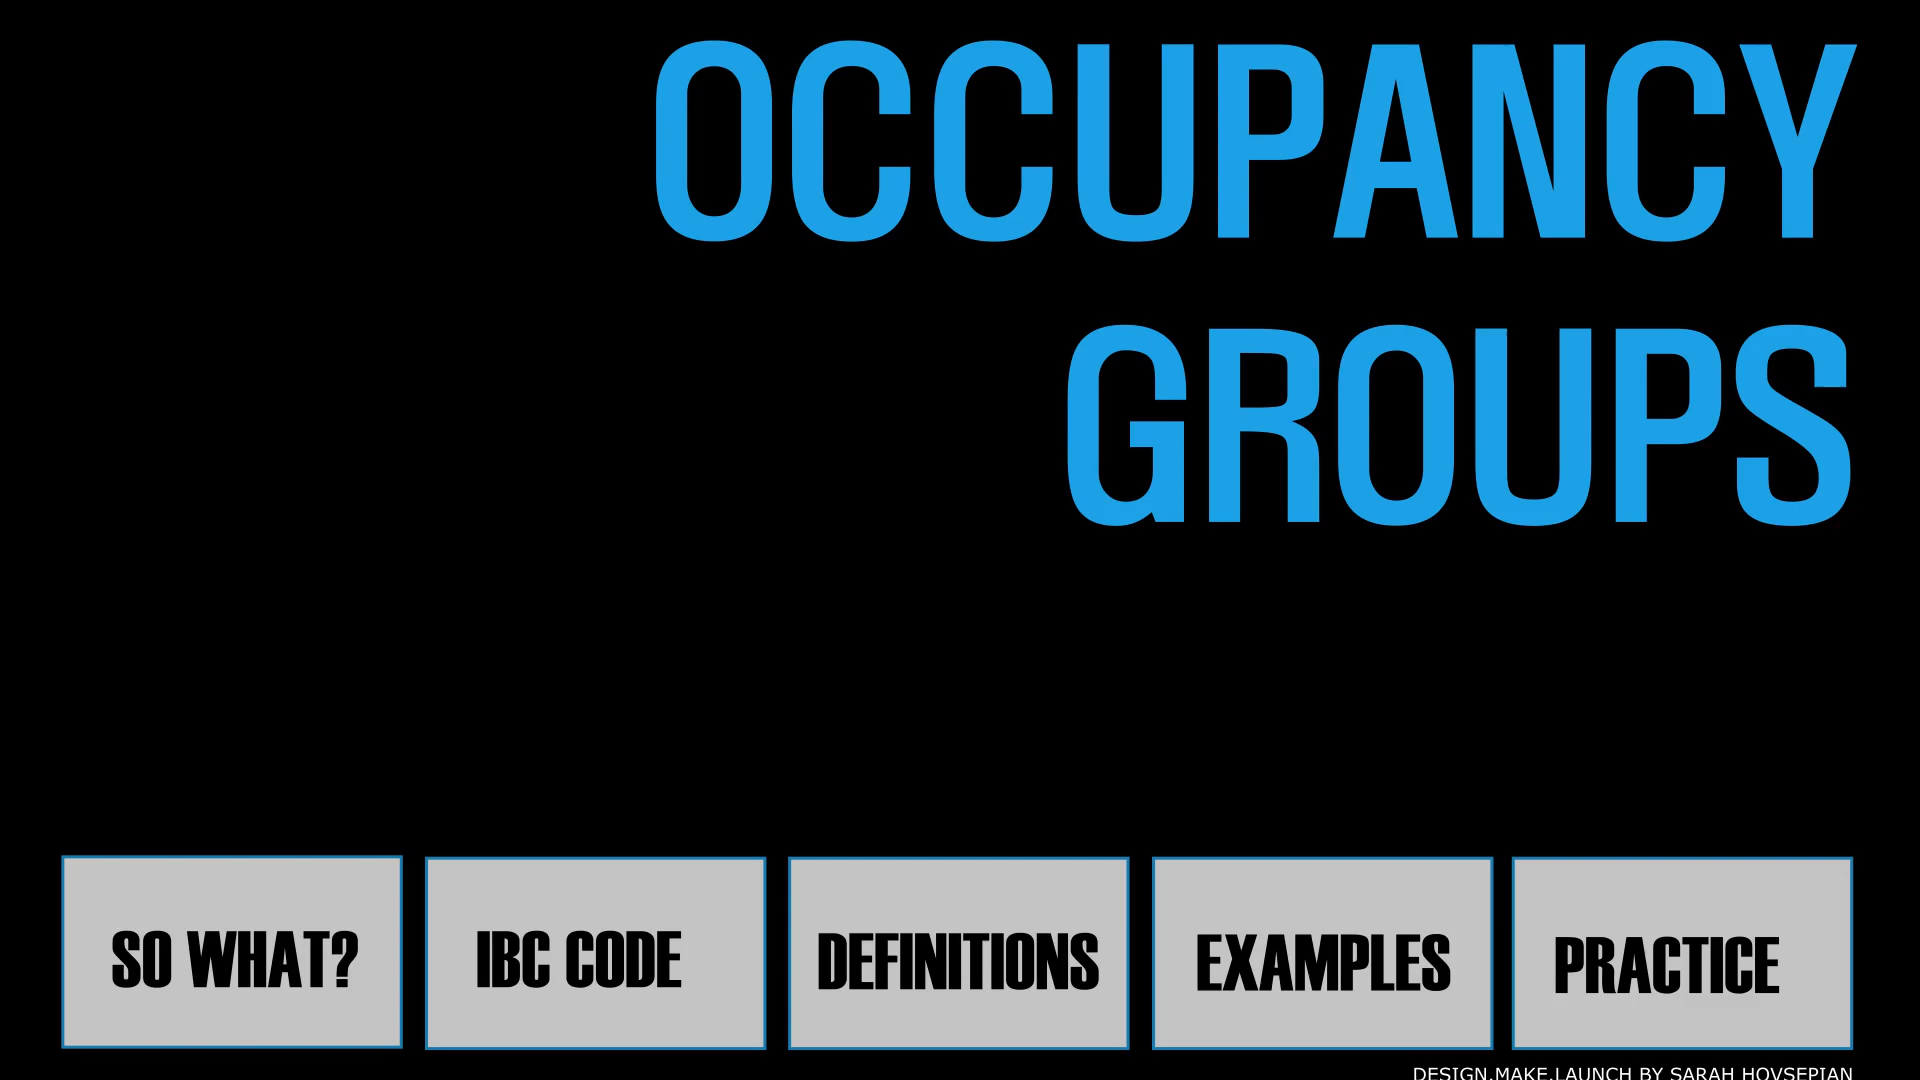 OCCUPANCY
GROUPS
SO WHAT?
IBC CODE
DEFINITIONS
EXAMPLES
PRACTICE
DESIGN.MAKE.LAUNCH BY SARAH HOVSEPIAN